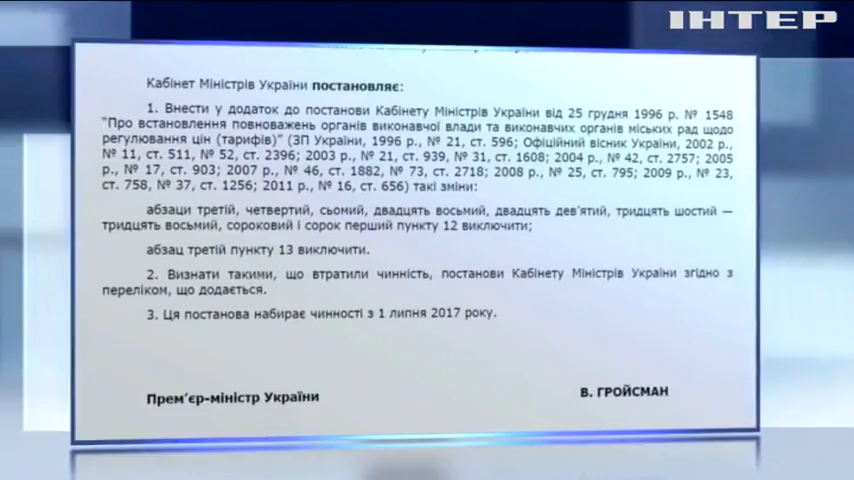 ІНТЕР
Кабінет Міністрів України постановляє:
1. Внести у додаток до постанови Кабінету Міністрів України від 25 грудня 1996 р. № 1548
"Про встановлення повноважень органів виконавчої влади та виконавчих органів міських рад щодо
регулювання цін (тарифів)" (ЗП України, 1996 р., № 21, ст. 596; Офіційний вісник України, 2002 р.,
№ 11, ст. 511, № 52, ст. 2396; 2003 р., № 21, ст. 939, № 31, ст. 1608; 2004 р., № 42, ст. 2757; 2005
р., № 17, ст. 903; 2007 р., № 46, ст. 1882, № 73, ст. 2718; 2008 р., № 25, ст. 795; 2009 р., № 23,
ст. 758, № 37, ст. 1256; 2011 р., № 16, ст. 656) такі зміни:
абзаци третій, четвертий, сьомий, двадцять восьмий, двадцять дев'ятий, тридцять шостий —
тридцять восьмий, сороковий і сорок перший пункту 12 виключити;
абзац третій пункту 13 виключити.
2. Визнати такими, що втратили чинність, постанови Кабінету Міністрів України згідно з
переліком, що додається.
3. Ця постанова набирає чинності з 1 липня 2017 року.
Прем'єр-міністр України
В. ГРОЙСМАН